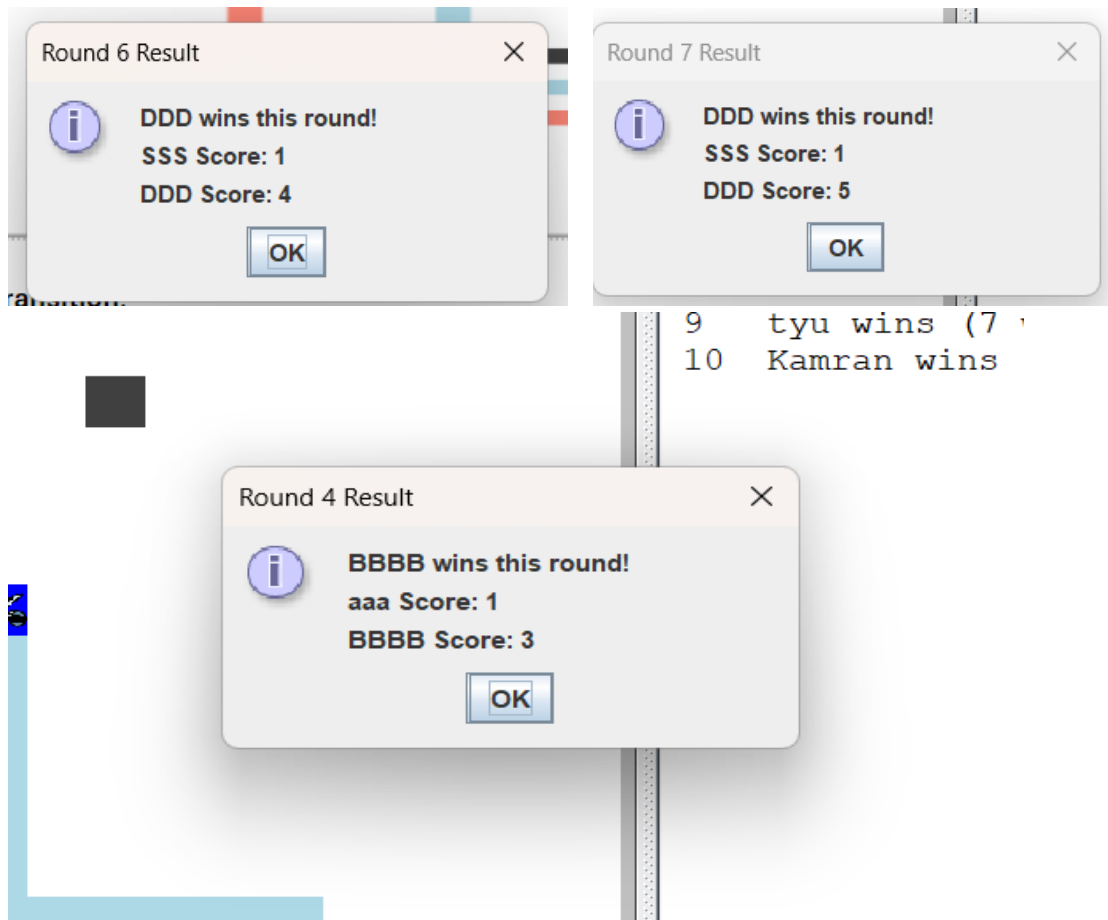 Round 6 Result
DDD wins this round!
SSS Score: 1
DDD Score: 4
OK
Round 7 Result
DDD wins this round!
SSS Score: 1
DDD Score: 5
OK
9 tyu wins (7
10 Kamran wins
Round 4 Result
BBBB wins this round!
aaa Score: 1
BBBB Score: 3
OK